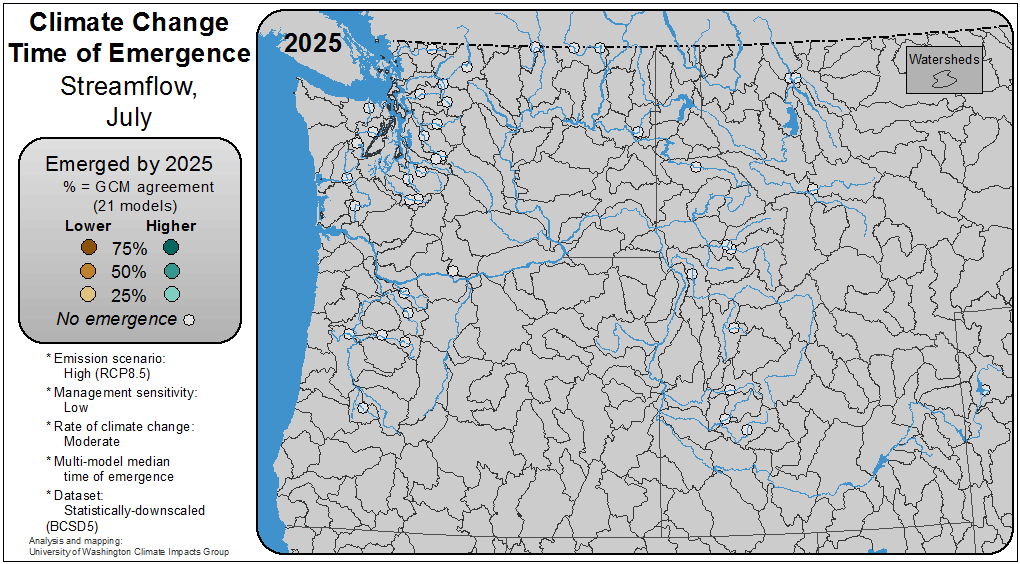 Climate Change
Time of Emergence
Streamflow,
July
Emerged by 2025
% = GCM agreement
(21 models)
Lower Higher
75%
50%
25%
No emergence
* Emission scenario:
High (RCP8.5)
* Management sensitivity:
Low
* Rate of climate change:
Moderate
* Multi-model median
time of emergence
* Dataset:
Statistically-downscaled
(BCSD5)
Analysis and mapping:
University of Washington Climate Impacts Group
2025
Watersheds